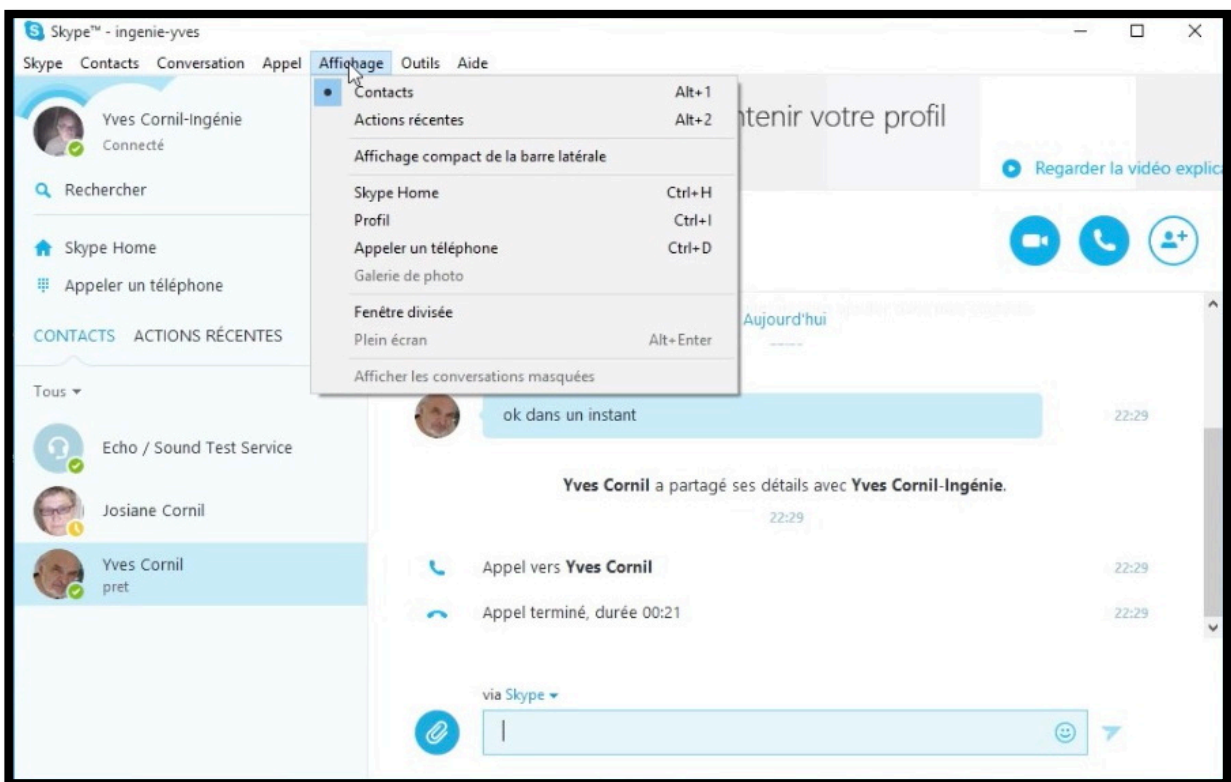 Skype™ - ingenie-yves
Skype Contacts Conversation Appel Affichage Outils Aide
Yves Cornil-Ingénie
Connecté
Rechercher
Skype Home
Appeler un téléphone
CONTACTS ACTIONS RÉCENTES
Tous
Echo / Sound Test Service
Josiane Cornil
Yves Cornil
pret
Contacts Alt+1
Actions récentes Alt+2
Affichage compact de la barre latérale
Skype Home Ctrl+H
Profil Ctrl+I
Appeler un téléphone Ctrl+D
Galerie de photo
Fenêtre divisée
Plein écran Alt+Enter
Afficher les conversations masquées
votre profil
Regarder la vidéo
Aujourd'hui
ok dans un instant 22:29
Yves Cornil a partagé ses détails avec Yves Cornil-Ingénie.
22:29
Appel vers Yves Cornil 22:29
Appel terminé, durée 00:21 22:29
via Skype